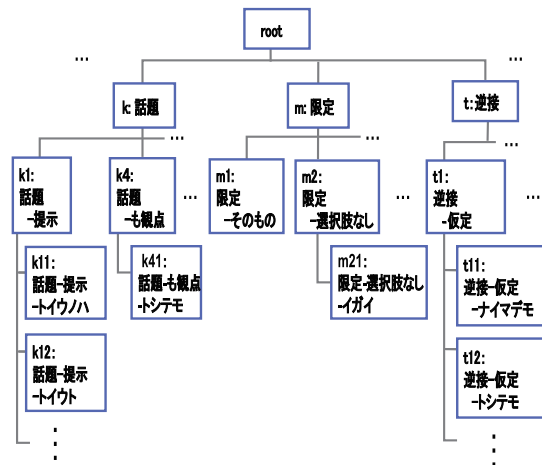 root
…
…
k: 話題
m: 限定
t:逆接
…
…
…
k1:
話題
-提示
k4:
話題
-も観点
…
m1:
限定
-そのもの
m2:
限定
-選択肢なし
…
t1:
逆接
-仮定
…
k11:
話題-提示
-トイウノハ
k41:
話題-も観点
-トシテモ
m21:
限定-選択肢なし
-イガイ
t11:
逆接-仮定
-ナイマデモ
k12:
話題-提示
-トイウト
t12:
逆接-仮定
-トシテモ